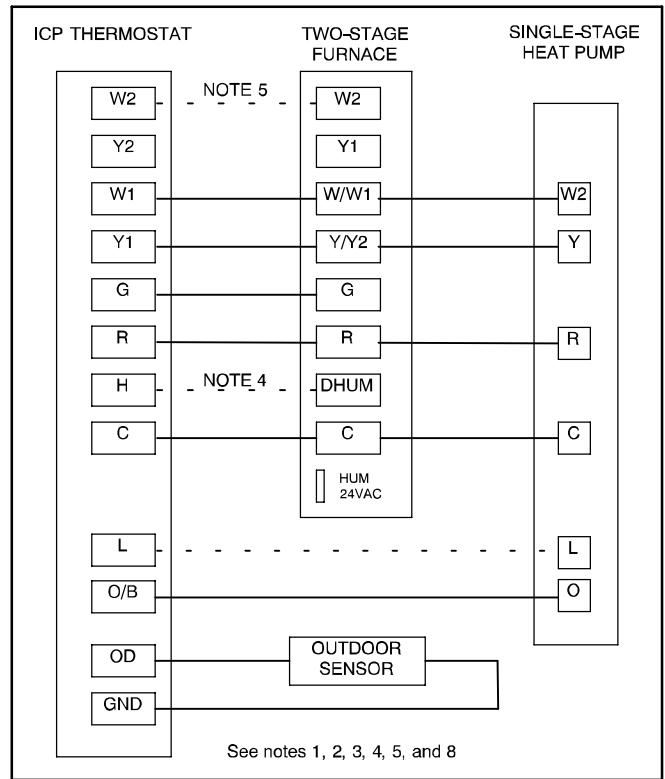 ICP THERMOSTAT
TWO-STAGE
FURNACE
SINGLE-STAGE
HEAT PUMP
W2
NOTE 5
W2
Y2
Y1
W1
W/W1
W2
Y1
Y/Y2
Y
G
G
R
R
R
H
NOTE 4
DHUM
C
C
C
HUM
24VAC
L
L
O/B
O
OD
OUTDOOR
SENSOR
GND
See notes 1, 2, 3, 4, 5, and 8